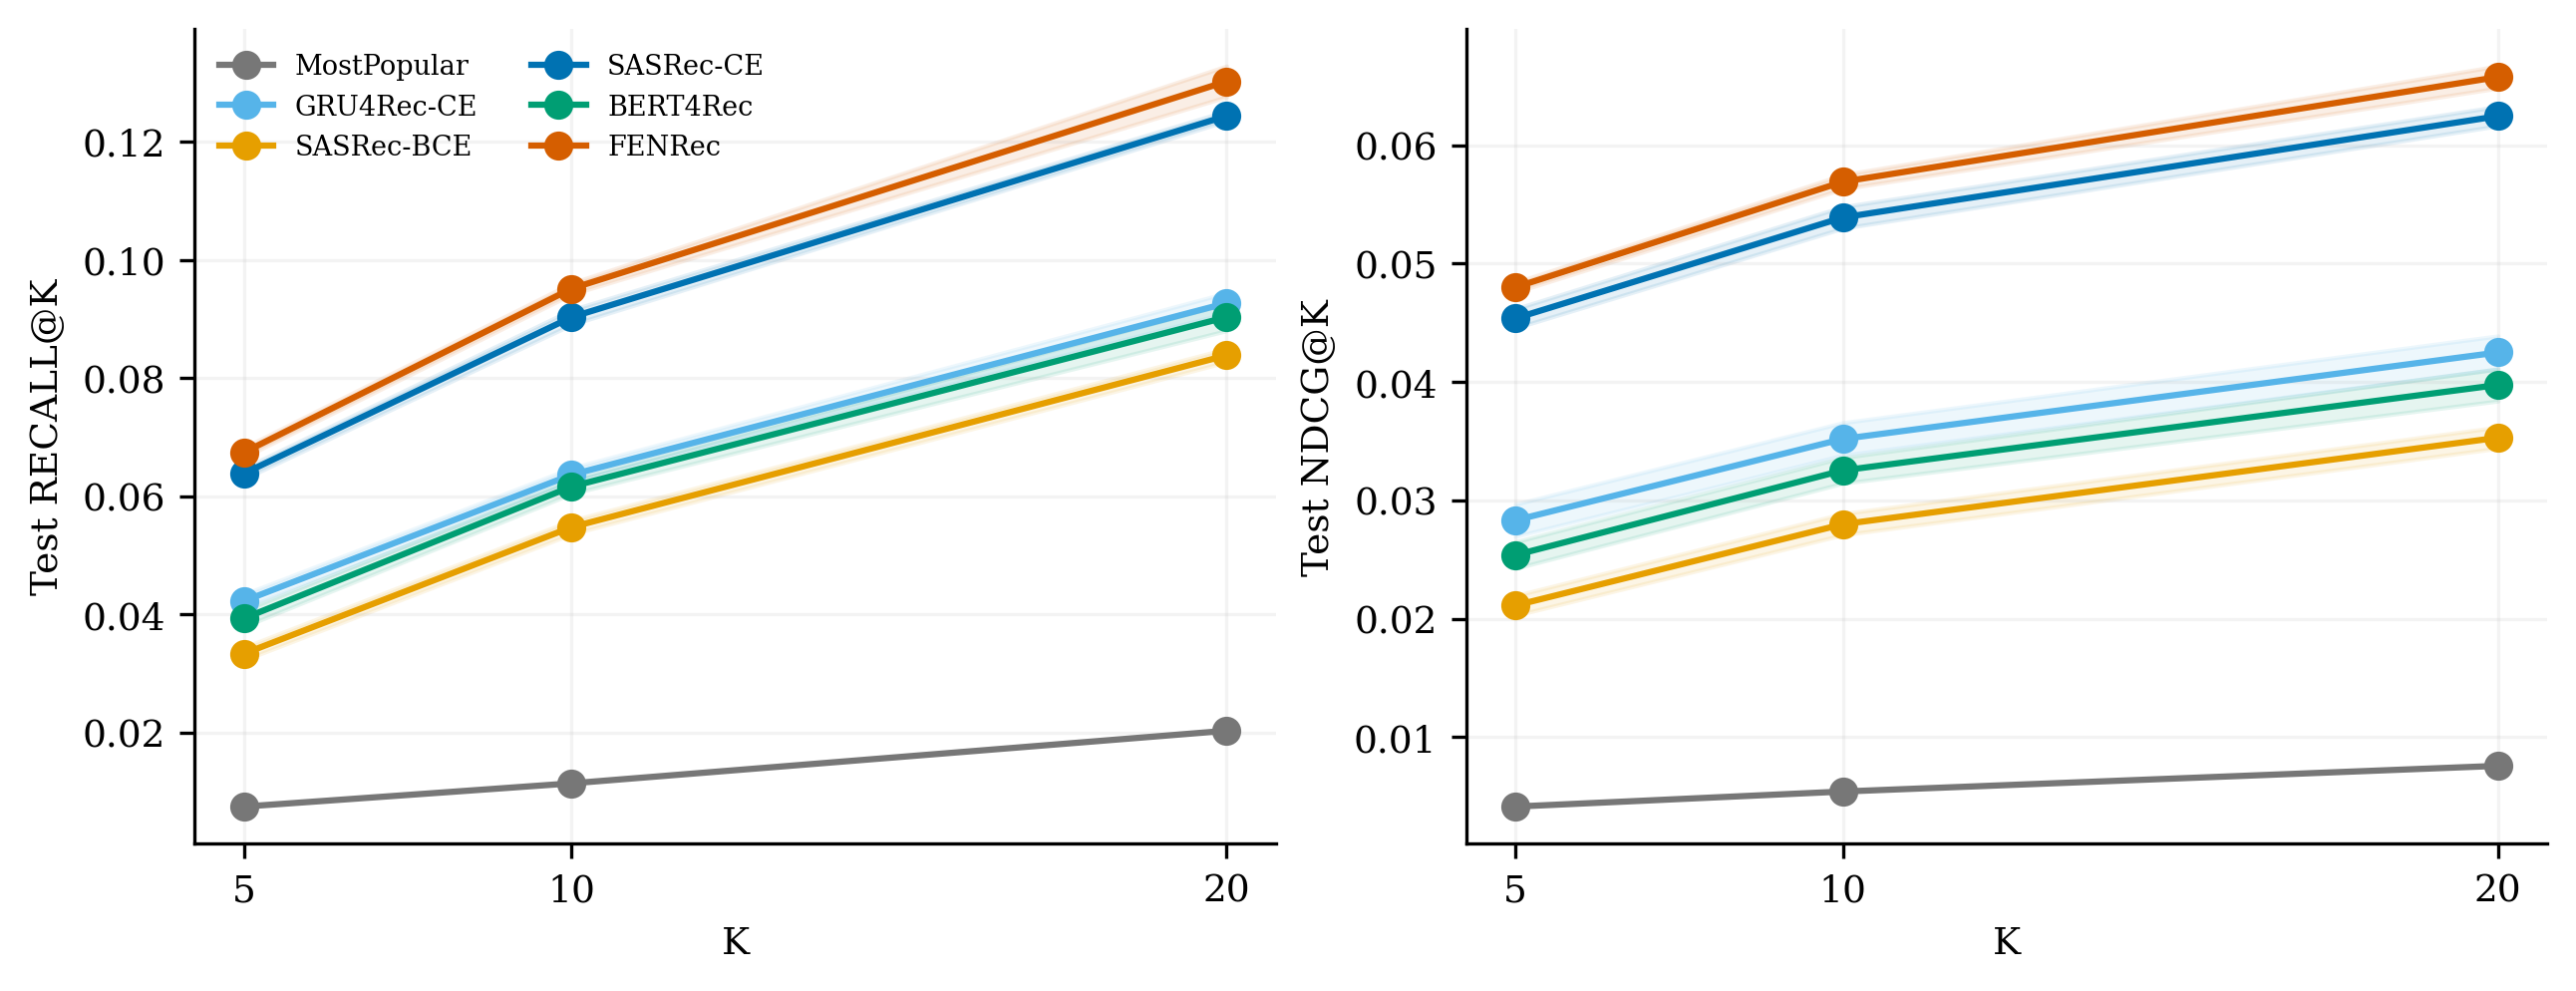 MostPopular
GRU4Rec-CE
SASRec-BCE
SASRec-CE
BERT4Rec
FENRec
Test RECALL@K
0.12
0.10
0.08
0.06
0.04
0.02
5 10 20
K
Test NDCG@K
0.06
0.05
0.04
0.03
0.02
0.01
5 10 20
K